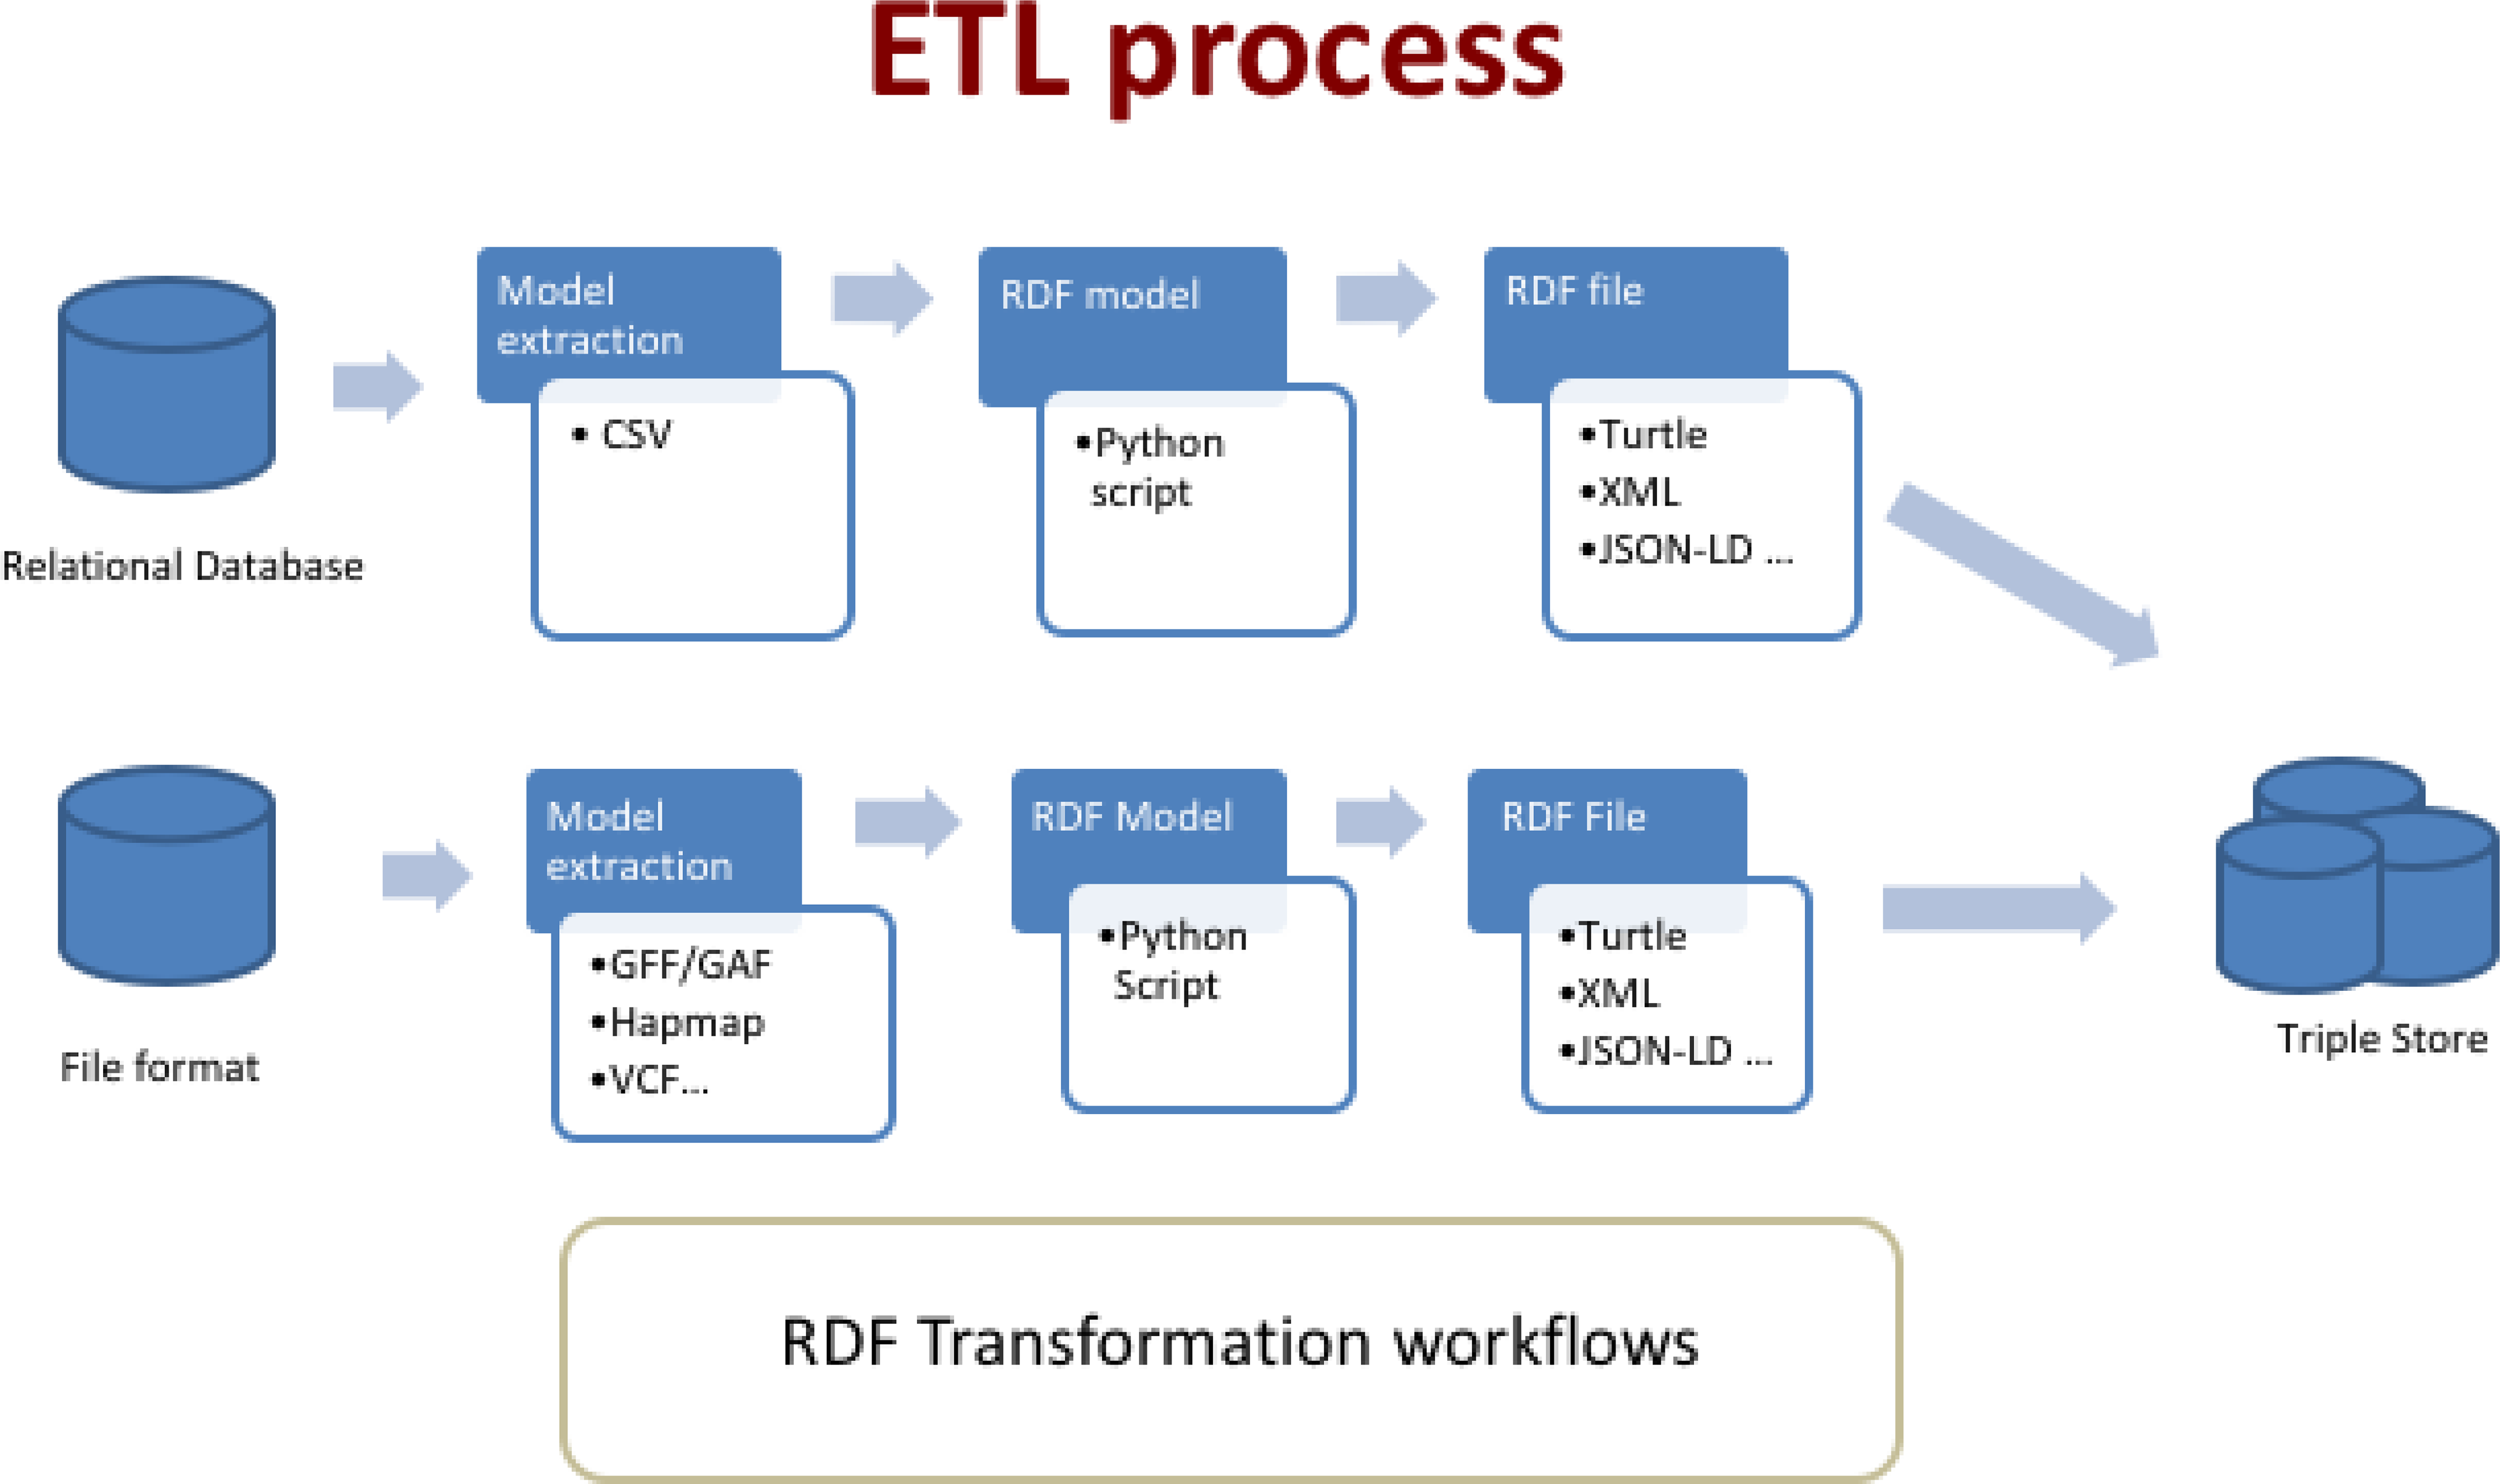 ETL process
Model
extraction
• CSV
RDF model
•Python
script
RDF file
•Turtle
•XML
•JSON-LD ...
Relational Database
Model
extraction
•GFF/GAF
•Hapmap
•VCF...
RDF Model
•Python
Script
RDF File
•Turtle
•XML
•JSON-LD ...
File format
Triple Store
RDF Transformation workflows